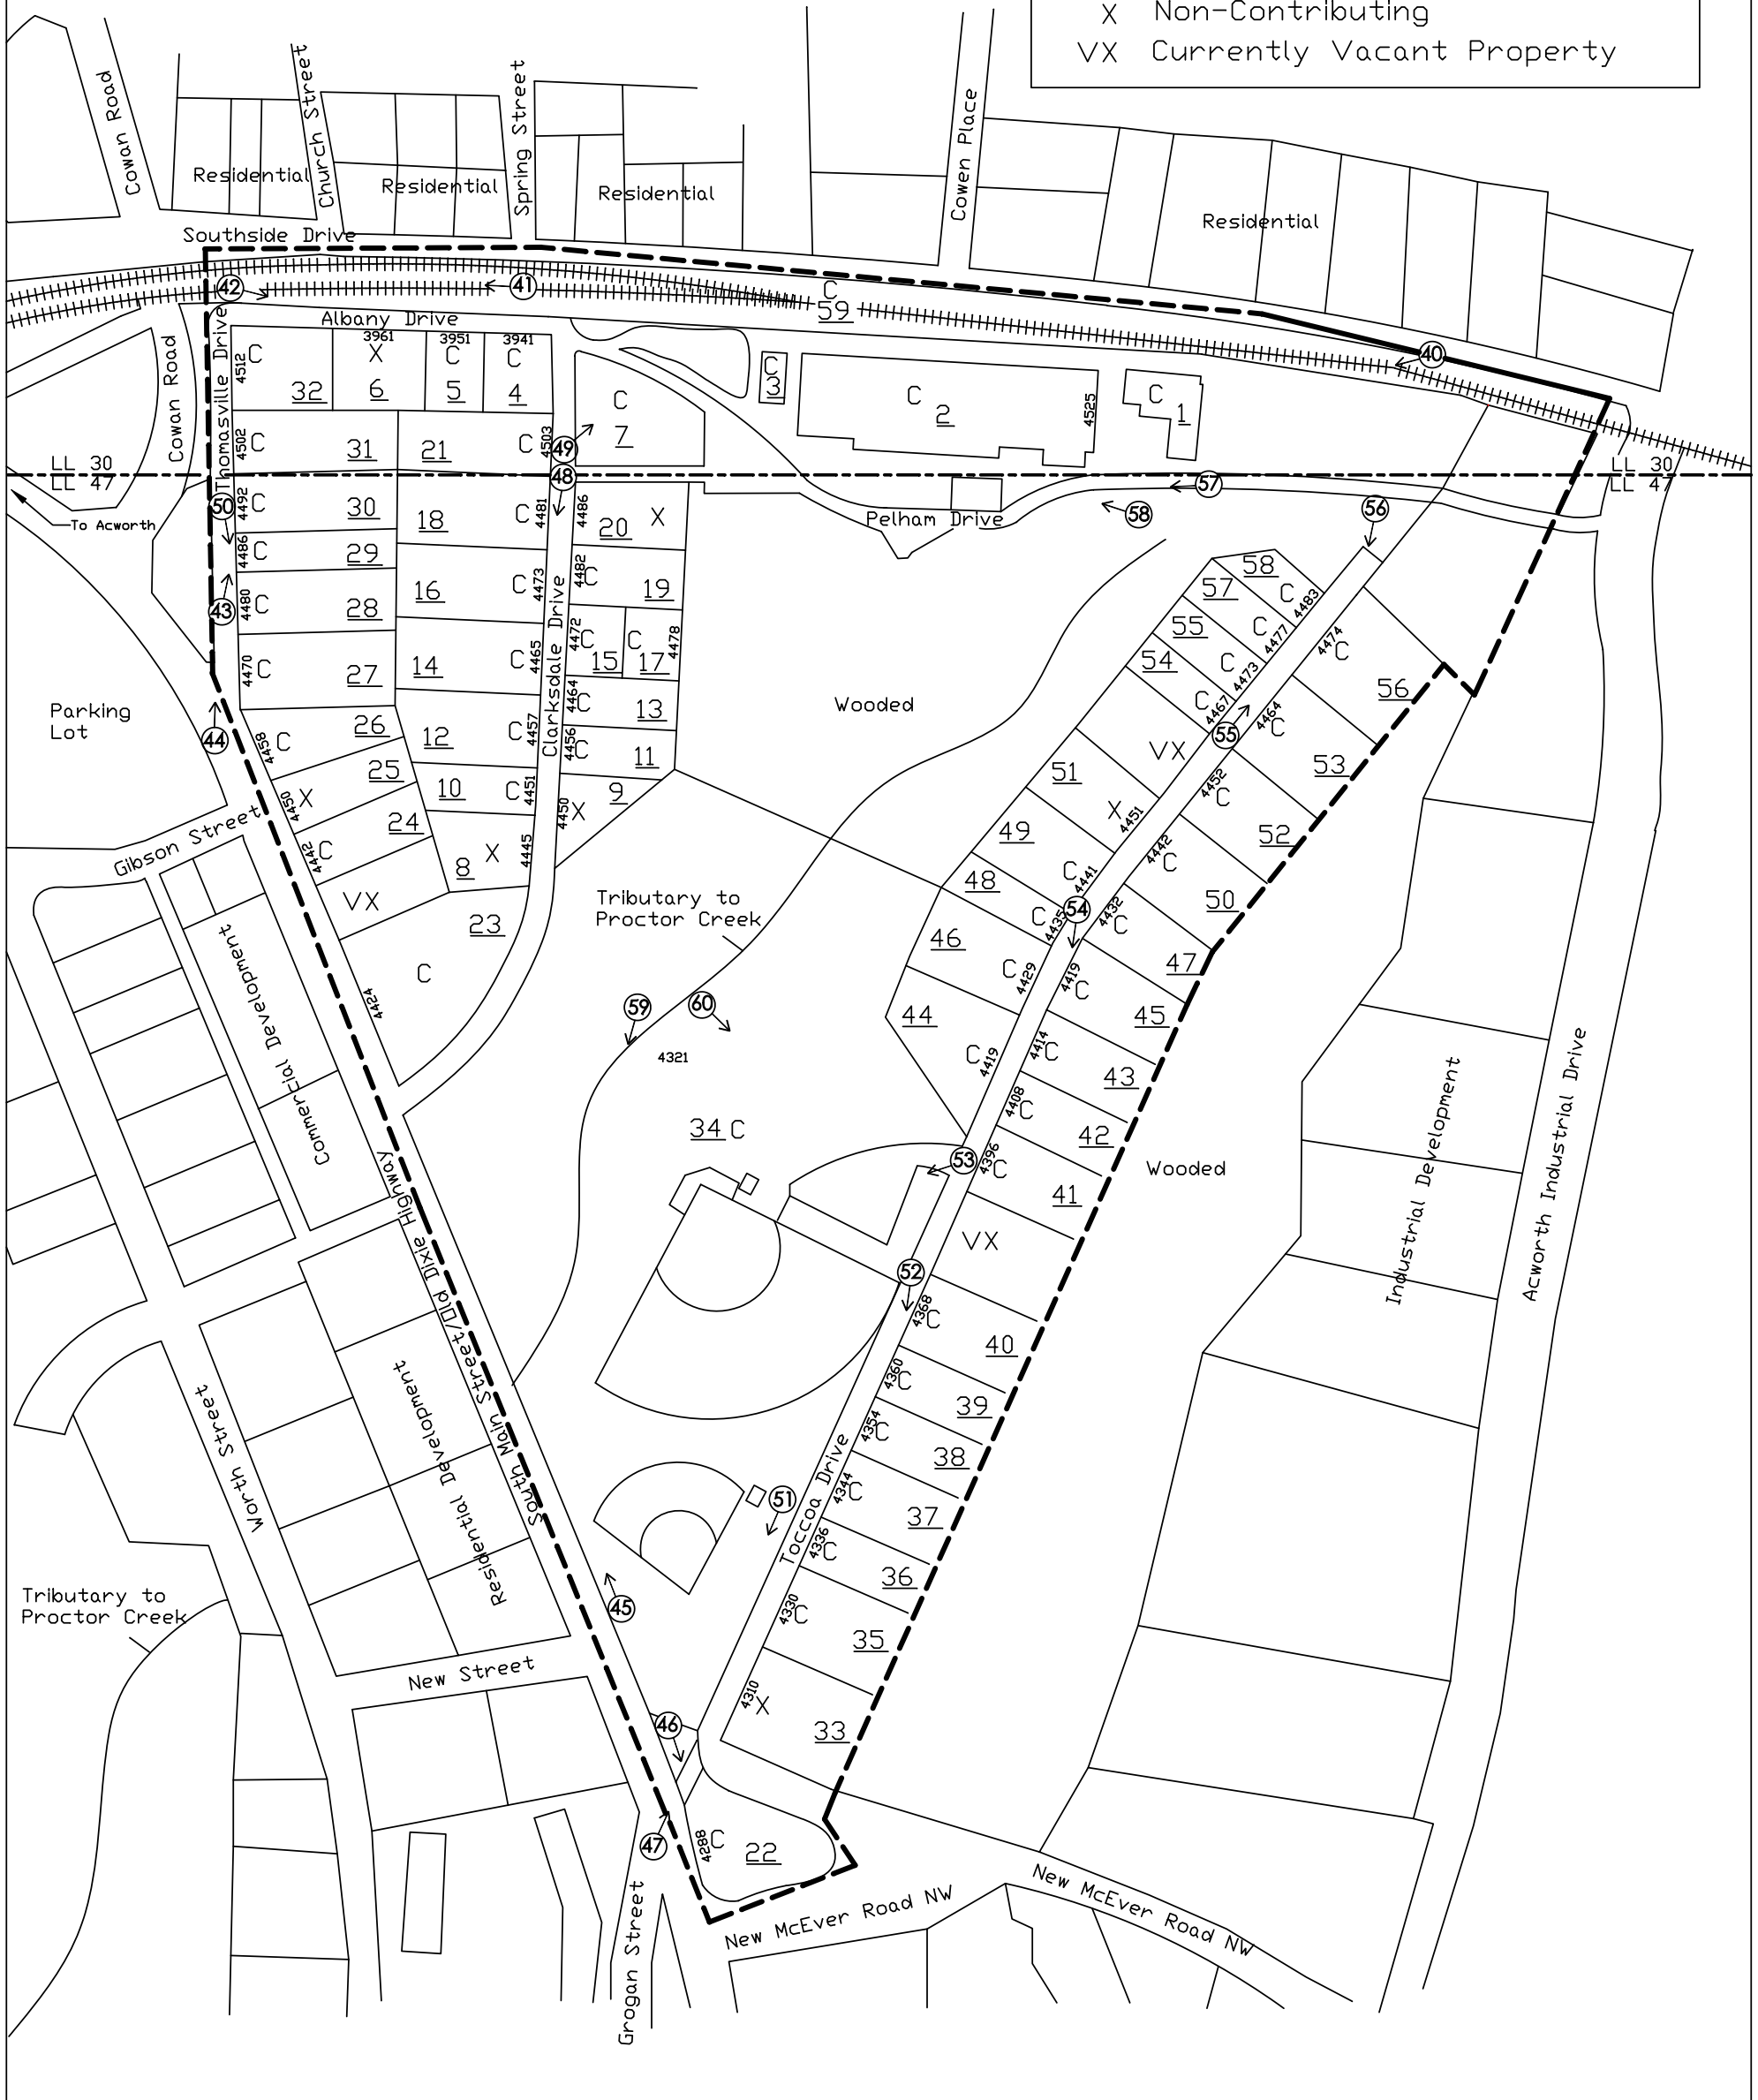 X Non-Contributing
VX Currently Vacant Property
Cowan Road
Church Street
Spring Street
Cowen Place
Residential
Residential
Residential
Residential
Southside Drive
42
41
C
59
40
Albany Drive
Thomasville Drive
Cowan Road
4512
C
32
3961
X
6
3951
C
5
3941
C
4
C
7
C
3
C
2
4525
C
1
4502
C
31
21
C
4503
49
48
LL 30
LL 47
LL 30
LL 47
To Acworth
50
4492
C
30
18
C
4481
4486
20
X
Pelham Drive
57
58
56
4486
C
29
43
4480
C
28
16
C
4473
4482
C
19
Clarksdale Drive
4470
C
27
14
C
4465
4472
C
15
C
17
4478
4464
C
13
Parking
Lot
44
4458
C
26
12
C
4457
4456
C
11
25
4450
X
10
C
4451
4450
X
9
24
4442
C
8
X
4445
VX
23
C
4424
Gibson Street
Wooded
Tributary to
Proctor Creek
59
60
4321
34 C
58
C
4483
57
C
4477
55
C
4473
54
C
4467
4474
C
56
55
4464
C
53
VX
51
X
4451
4452
C
52
49
C
4441
4442
C
50
48
C
4435
54
4432
C
47
46
C
4429
4419
C
45
44
C
4419
4414
C
43
4408
C
42
53
4396
C
41
VX
52
4368
C
40
4360
C
39
4354
C
38
4344
C
37
4336
C
36
4330
C
35
4310
X
33
51
Toccoa Drive
Wooded
Industrial Development
Acworth Industrial Drive
Commercial Development
South Main Street/Old Dixie Highway
Residential Development
Worth Street
Tributary to
Proctor Creek
New Street
45
46
47
4288
C
22
Grogan Street
New McEver Road NW
New McEver Road NW